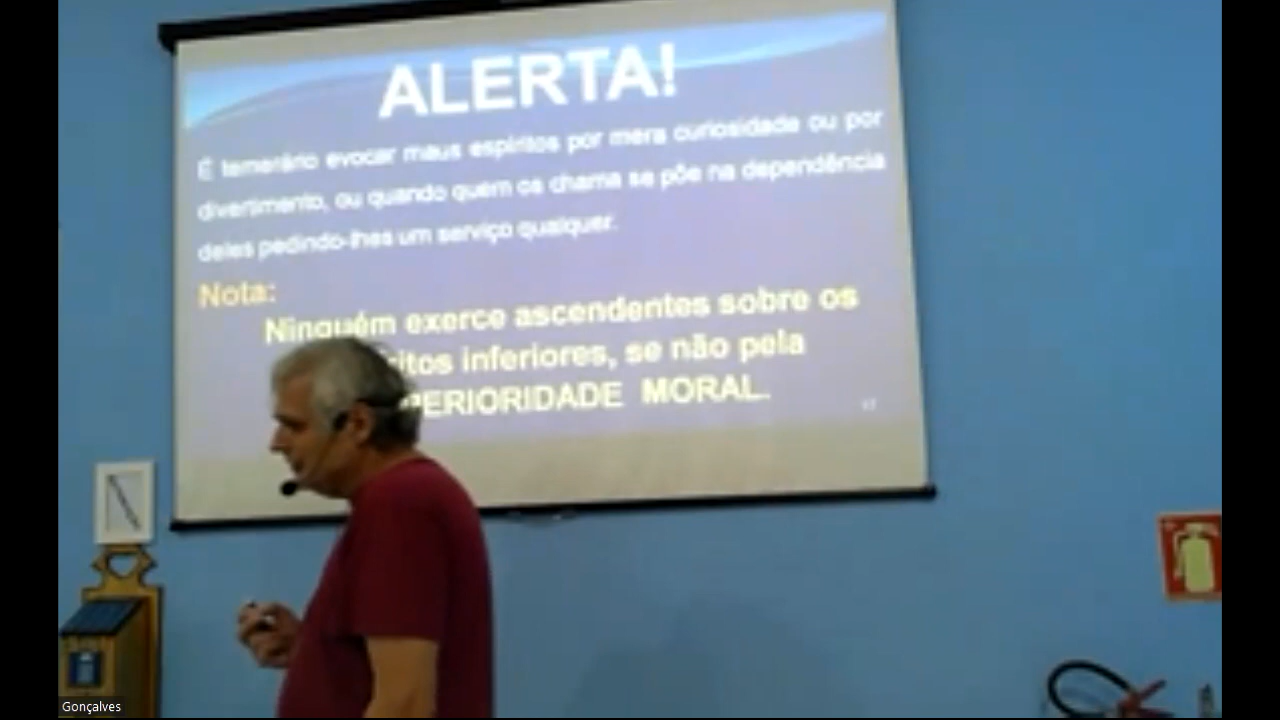 ALERTA!
É temerário evocar maus espíritos por mera curiosidade ou por
divertimento, ou quando quem os chama se põe na dependência
deles pedindo-lhes um serviço qualquer.
Nota:
Ninguém exerce ascendentes sobre os
ritos inferiores, se não pela
PERIORIDADE MORAL.
Gonçalves